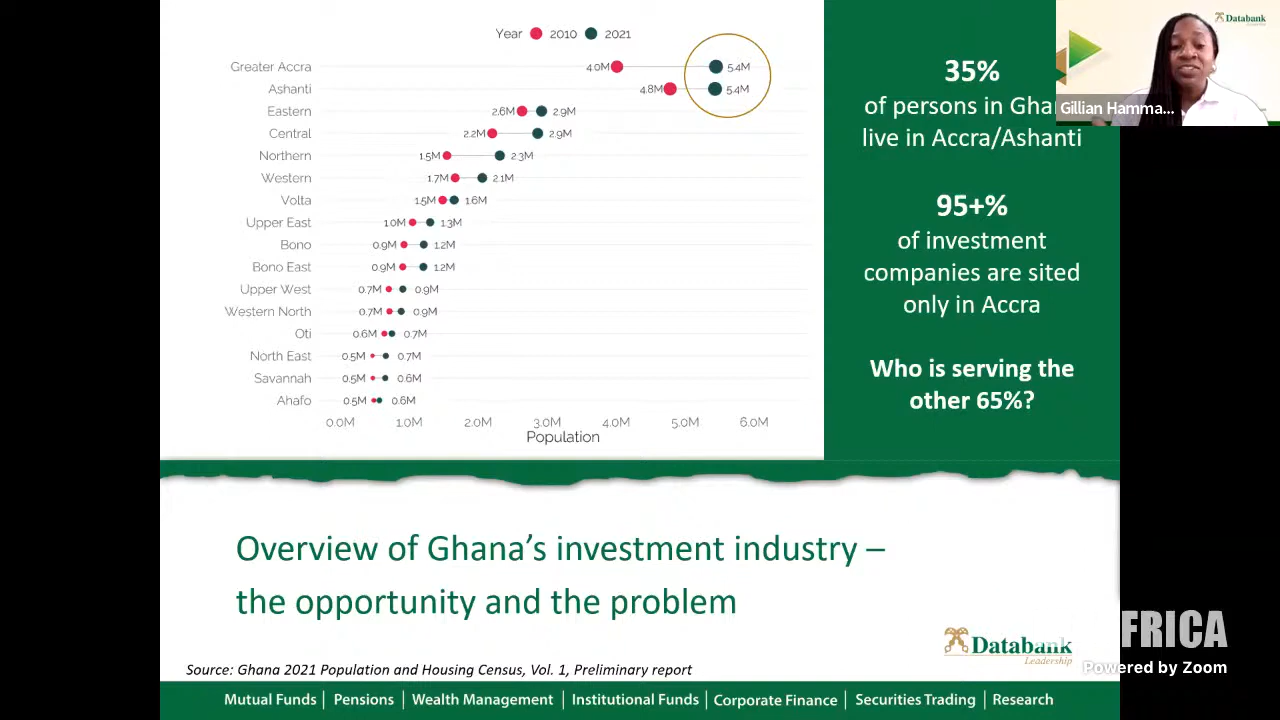 Year 2010 2021
Greater Accra 4.0M 5.4M
Ashanti 4.8M 5.4M
Eastern 2.6M 2.9M
Central 2.2M 2.9M
Northern 1.5M 2.3M
Western 1.7M 2.1M
Volta 1.5M 1.6M
Upper East 1.0M 1.3M
Bono 0.9M 1.2M
Bono East 0.9M 1.2M
Upper West 0.7M 0.9M
Western North 0.7M 0.9M
Oti 0.6M 0.7M
North East 0.5M 0.7M
Savannah 0.5M 0.6M
Ahafo 0.5M 0.6M
0.0M 1.0M 2.0M 3.0M 4.0M 5.0M 6.0M
Population
35%
of persons in Gha
live in Accra/Ashanti
95+%
of investment
companies are sited
only in Accra
Who is serving the
other 65%?
Databank
Leadership
Gillian Hamma...
Overview of Ghana's investment industry –
the opportunity and the problem
Databank
Leadership
Source: Ghana 2021 Population and Housing Census, Vol. 1, Preliminary report
FRICA
Powered by Zoom
Mutual Funds | Pensions | Wealth Management | Institutional Funds | Corporate Finance | Securities Trading | Research